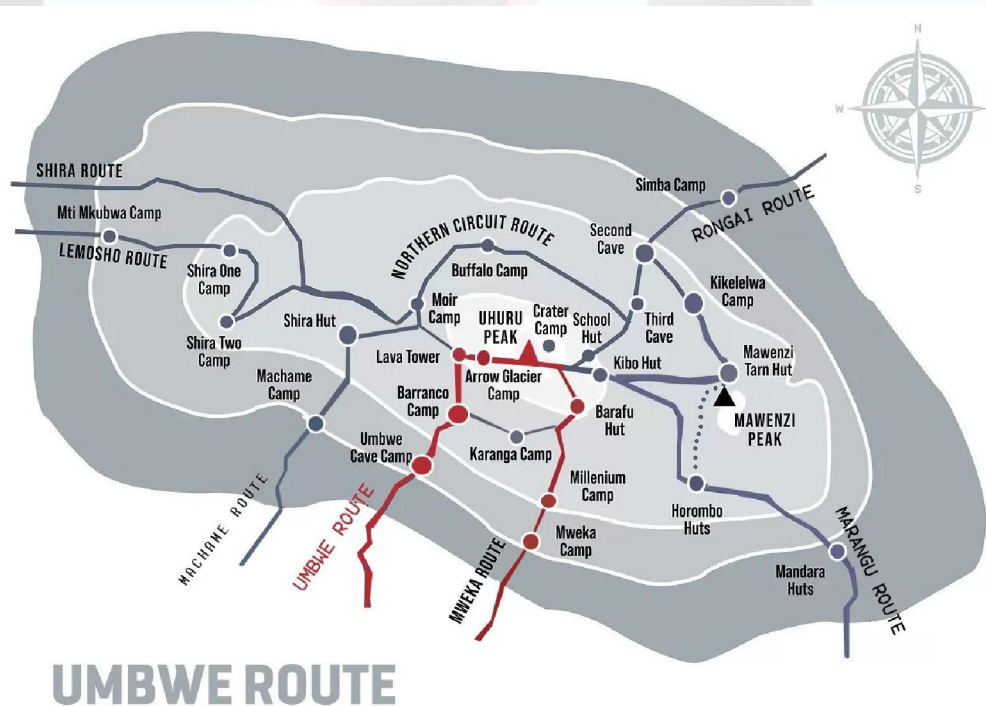 N
W
S
SHIRA ROUTE
Mti Mkubwa Camp
LEMOSHO ROUTE
Shira One
Camp
Shira Two
Camp
Shira Hut
Machame
Camp
MACHAME ROUTE
NORTHERN CIRCUIT ROUTE
Buffalo Camp
Moir
Camp
UHURU
PEAK
Crater
Camp
School
Hut
Lava Tower
Arrow Glacier
Camp
Barranco
Camp
Umbwe
Cave Camp
UMBWE ROUTE
Karanga Camp
Simba Camp
RONGAI ROUTE
Second
Cave
Kikelelwa
Camp
Third
Cave
Kibo Hut
Mawenzi
Tarn Hut
MAWENZI
PEAK
Barafu
Hut
Millenium
Camp
Mweka
Camp
MWEKA ROUTE
Horombo
Huts
Mandara
Huts
MARANGU ROUTE
UMBWE ROUTE